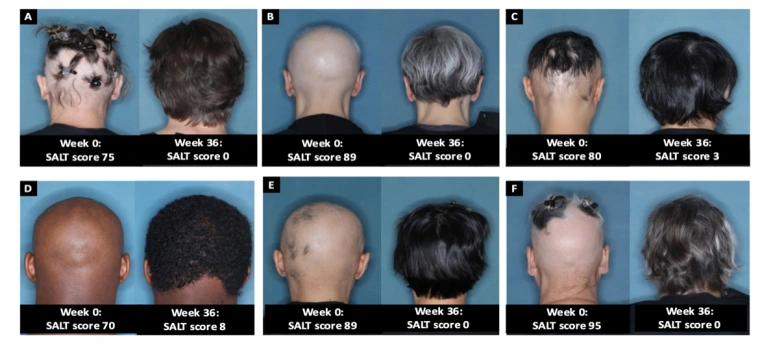 A
Week 0:
SALT score 75
Week 36:
SALT score 0
B
Week 0:
SALT score 89
Week 36:
SALT score 0
C
Week 0:
SALT score 80
Week 36:
SALT score 3
D
Week 0:
SALT score 70
Week 36:
SALT score 8
E
Week 0:
SALT score 89
Week 36:
SALT score 0
F
Week 0:
SALT score 95
Week 36:
SALT score 0